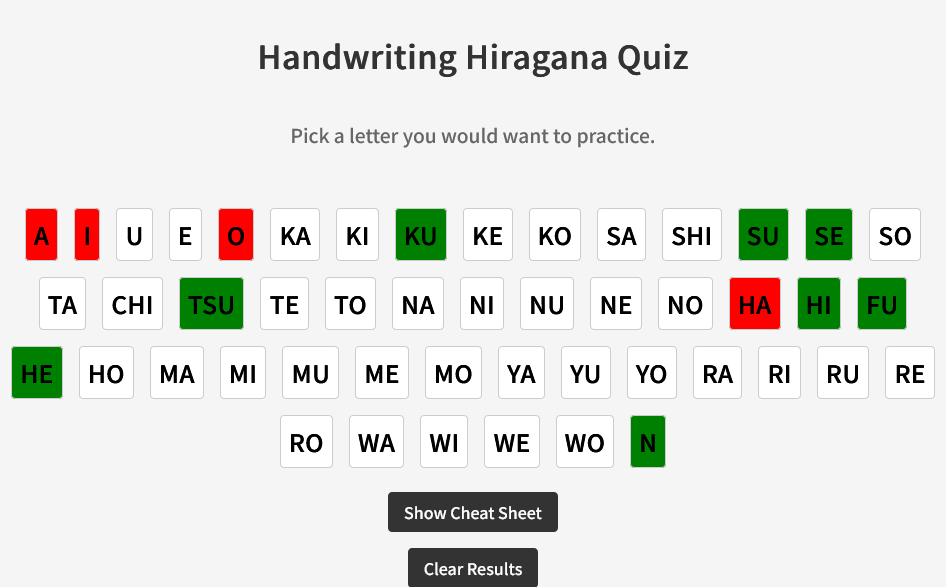 Handwriting Hiragana Quiz
Pick a letter you would want to practice.
A I U E O KA KI KU KE KO SA SHI SU SE SO
TA CHI TSU TE TO NA NI NU NE NO HA HI FU
HE HO MA MI MU ME MO YA YU YO RA RI RU RE
RO WA WI WE WO N
Show Cheat Sheet
Clear Results